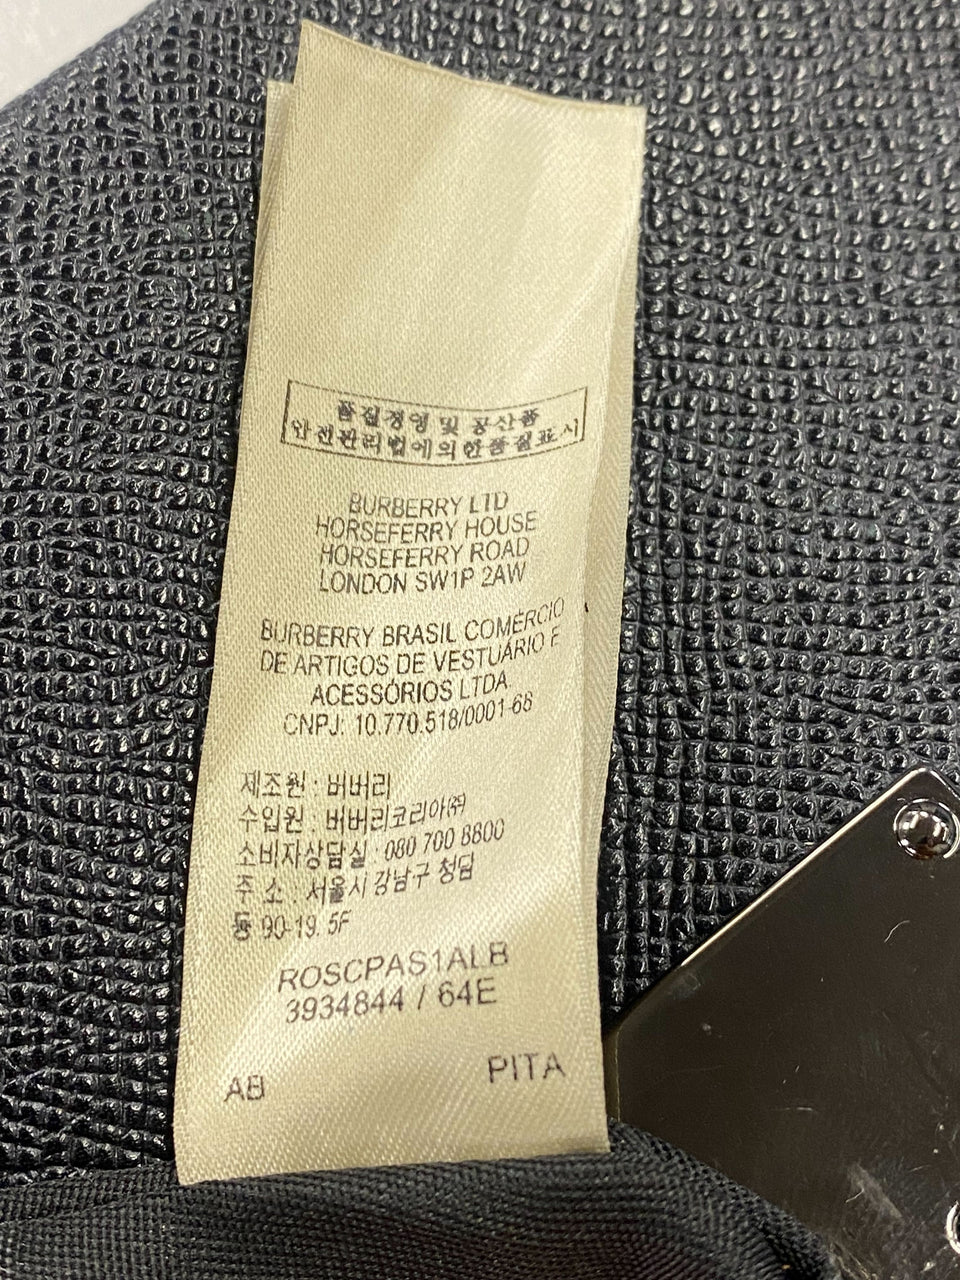 품질경영 및 공산품
안전관리법에의한품질표시
BURBERRY LTD
HORSEFERRY HOUSE
HORSEFERRY ROAD
LONDON SW1P 2AW
BURBERRY BRASIL COMÉRCIO
DE ARTIGOS DE VESTUÁRIO E
ACESSÓRIOS LTDA
CNPJ: 10.770.518/0001-66
제조원 : 버버리
수입원 : 버버리코리아㈜
소비자상담실 : 080 700 8800
주 소 : 서울시 강남구 청담
동 90-19. 5F
ROSCPAS1ALB
3934844 / 64E
AB PITA